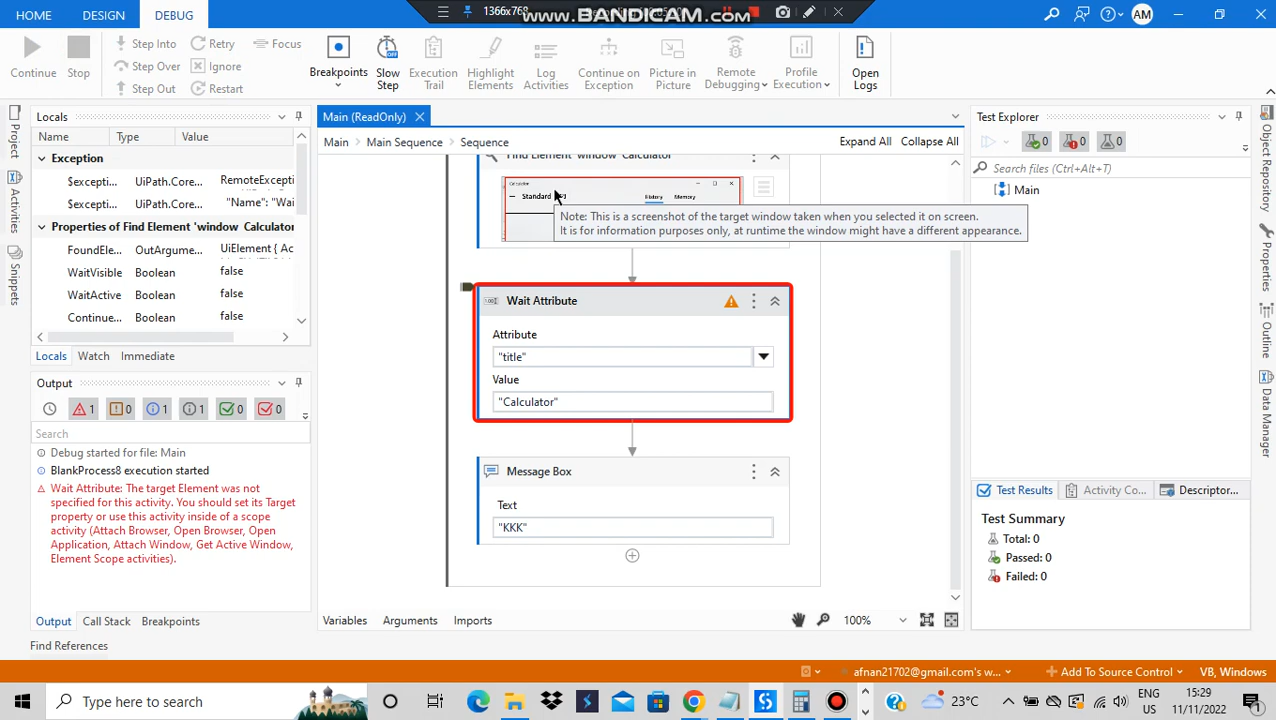 HOME DESIGN DEBUG
1366x768
www.BANDICAM.com
AM
Continue
Stop
Step Into
Step Over
Step Out
Retry
Ignore
Restart
Focus
Breakpoints
Slow Step
Execution Trail
Highlight Elements
Log Activities
Continue on Exception
Picture in Picture
Remote Debugging
Profile Execution
Open Logs
Project
Activities
Snippets
Locals
Name Type Value
Exception
$excepti... UiPath.Core... RemoteExcepti
$excepti... UiPath.Core... "Name": "Wai
Properties of Find Element 'window Calculator
FoundEle... OutArgume... UiElement { A
WaitVisible Boolean false
WaitActive Boolean false
Continue... Boolean false
Locals Watch Immediate
Output
1 0 1 1 0 0
Search
Debug started for file: Main
BlankProcess8 execution started
Wait Attribute: The target Element was not
specified for this activity. You should set its Target
property or use this activity inside of a scope
activity (Attach Browser, Open Browser, Open
Application, Attach Window, Get Active Window,
Element Scope activities).
Output Call Stack Breakpoints
Find References
Main (ReadOnly)
Main Main Sequence Sequence
Expand All Collapse All
Find Element 'window Calculator'
Calculator
Standard
History Memory
Note: This is a screenshot of the target window taken when you selected it on screen.
It is for information purposes only, at runtime the window might have a different appearance.
Wait Attribute
Attribute
"title"
Value
"Calculator"
Message Box
Text
"KKK"
Variables Arguments Imports
100%
Test Explorer
0 0 0
Search files (Ctrl+Alt+T)
Main
Test Results Activity Co... Descriptor...
Test Summary
Total: 0
Passed: 0
Failed: 0
Object Repository
Properties
Outline
Data Manager
afnan21702@gmail.com's w...
Add To Source Control
VB, Windows
Type here to search
23°C
ENG
US
15:29
11/11/2022
1